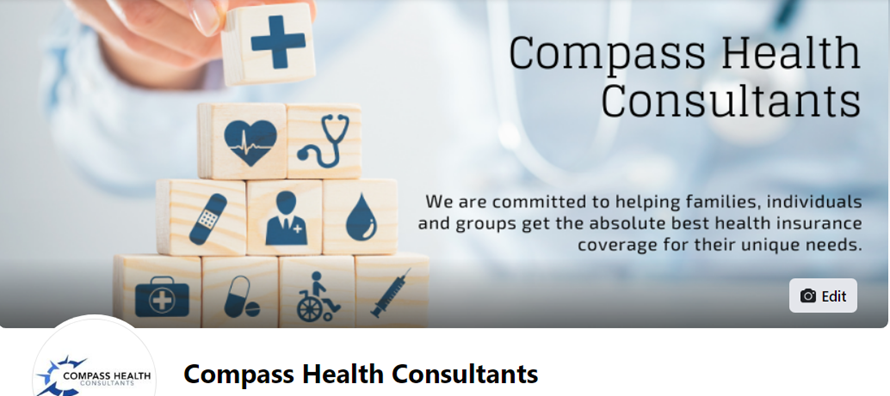 Compass Health
Consultants
We are committed to helping families, individuals
and groups get the absolute best health insurance
coverage for their unique needs.
Edit
COMPASS HEALTH
CONSULTANTS
Compass Health Consultants